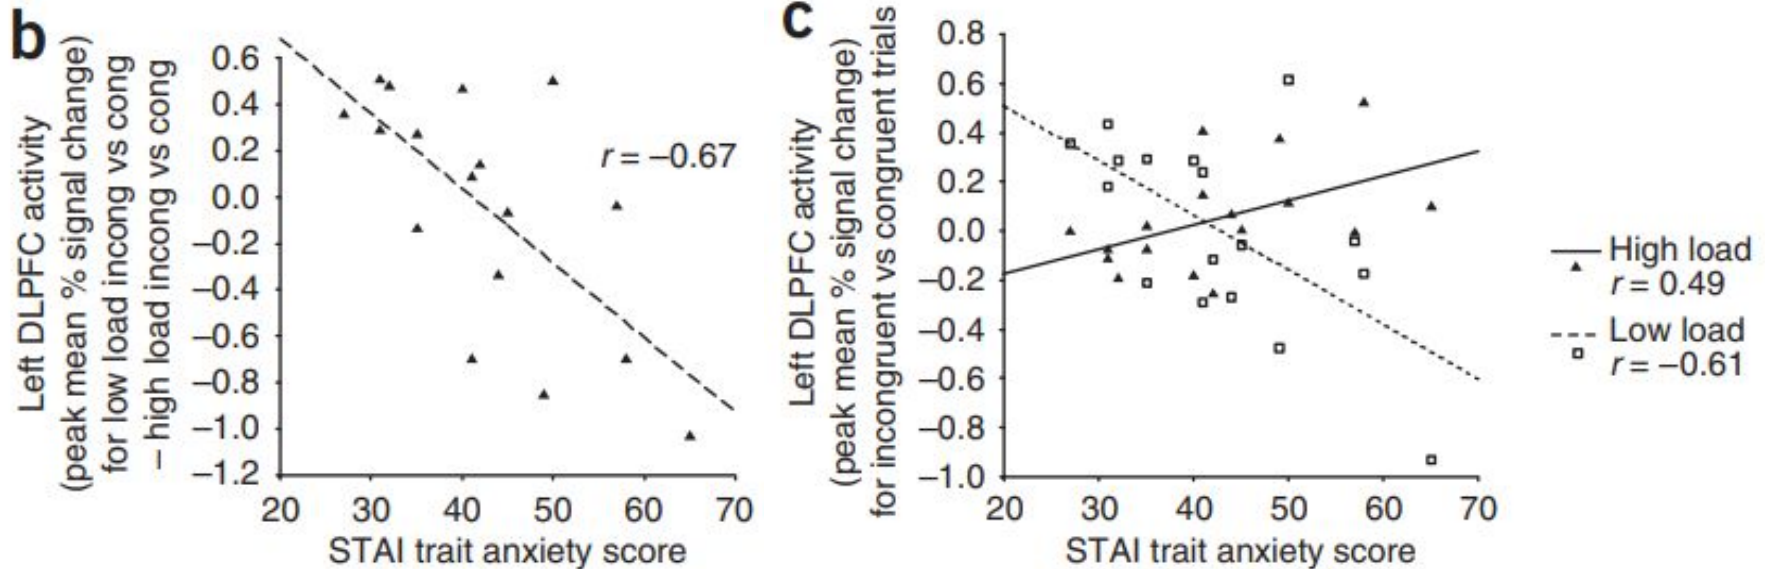 b
Left DLPFC activity
(peak mean % signal change)
for low load incong vs cong
– high load incong vs cong
0.6
0.4
0.2
0.0
–0.2
–0.4
–0.6
–0.8
–1.0
–1.2
r = –0.67
20 30 40 50 60 70
STAI trait anxiety score
c
Left DLPFC activity
(peak mean % signal change)
for incongruent vs congruent trials
0.8
0.6
0.4
0.2
0.0
–0.2
–0.4
–0.6
–0.8
–1.0
20 30 40 50 60 70
STAI trait anxiety score
High load
r = 0.49
Low load
r = –0.61